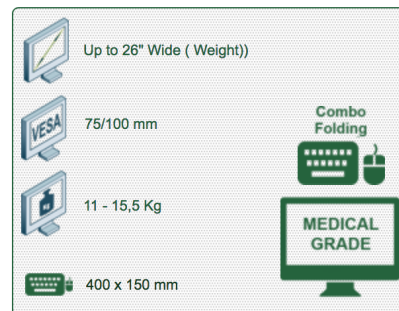 Up to 26" Wide ( Weight))
VESA
75/100 mm
Combo
Folding
KG
11 - 15,5 Kg
MEDICAL
GRADE
400 x 150 mm